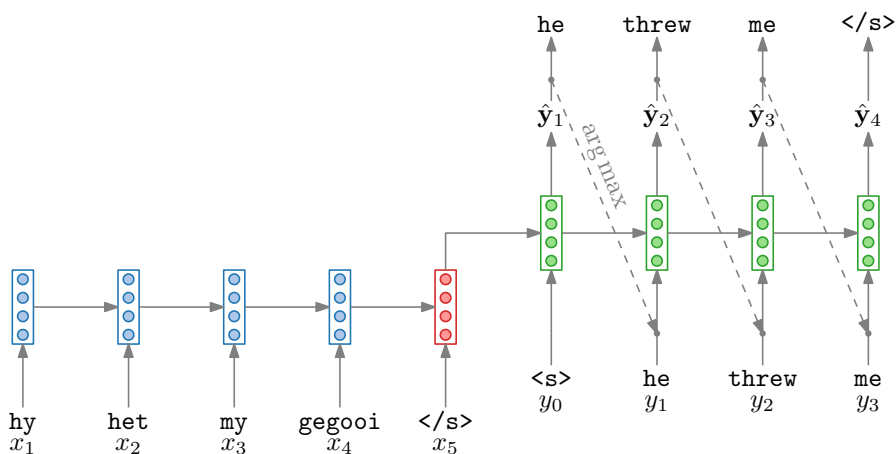 he threw me </s>
ŷ₁ ŷ₂ ŷ₃ ŷ₄
arg max
<s> he threw me
y₀ y₁ y₂ y₃
hy het my gegooi </s>
x₁ x₂ x₃ x₄ x₅